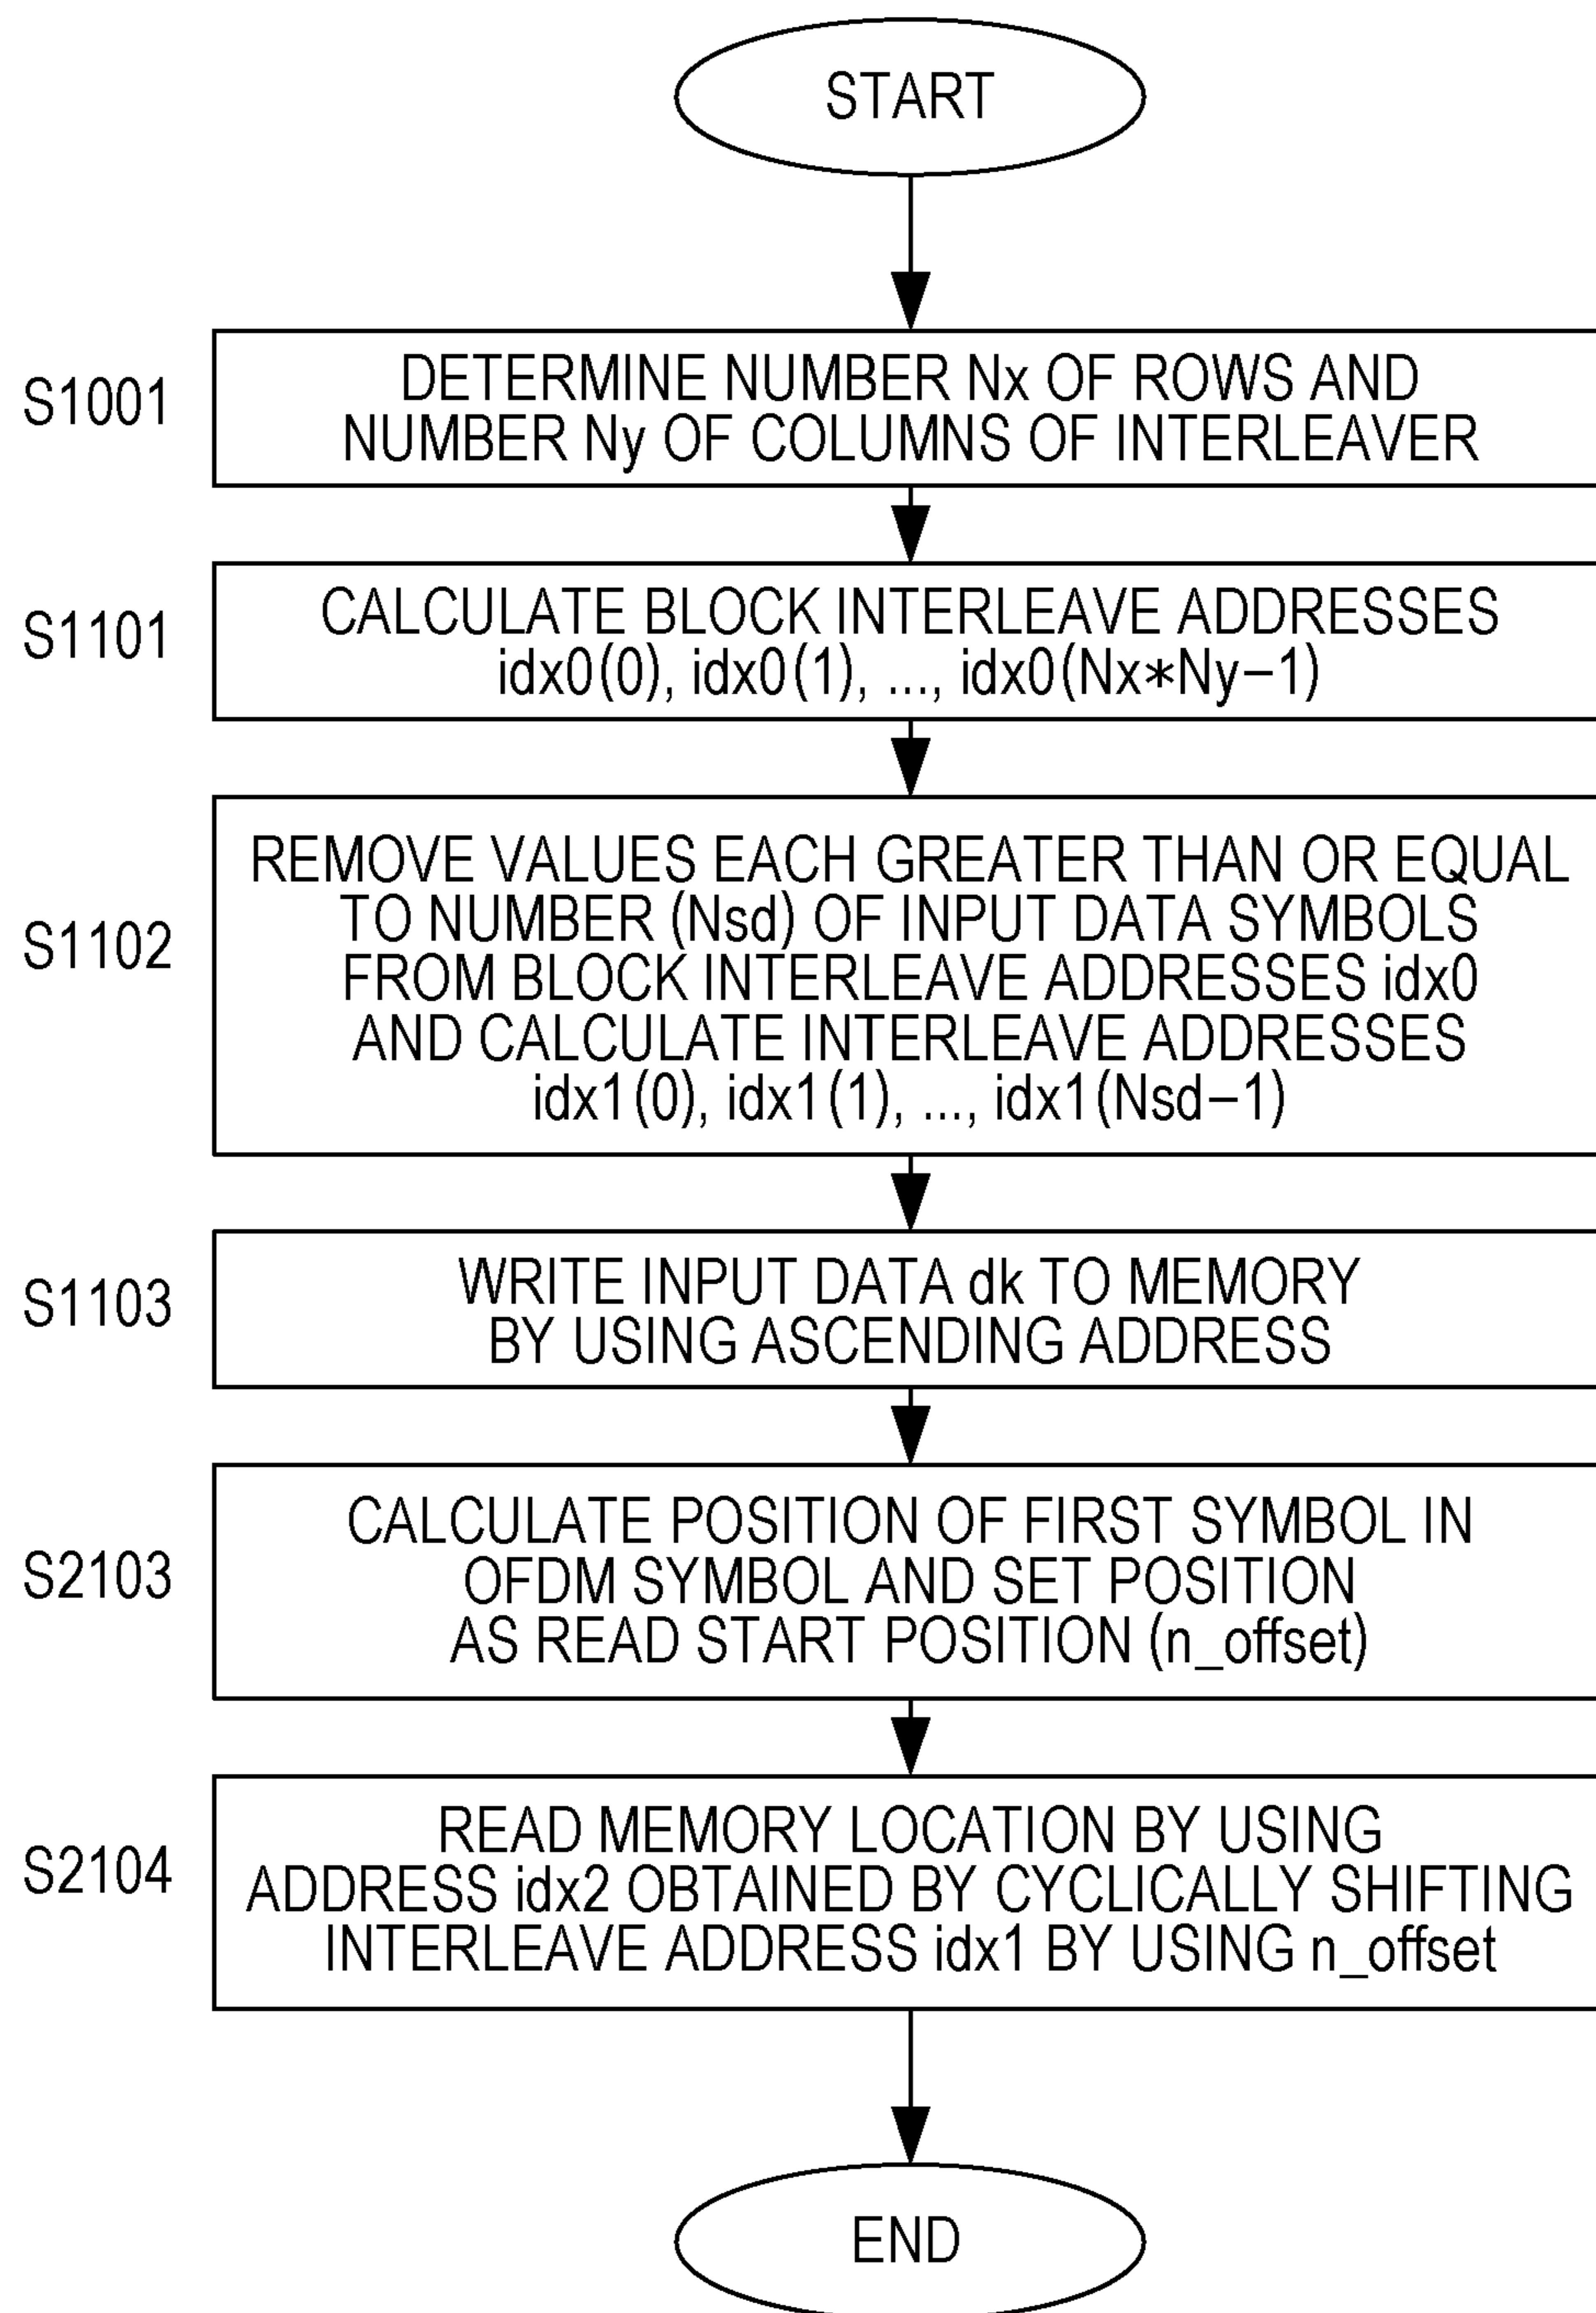 START
S1001
DETERMINE NUMBER Nx OF ROWS AND
NUMBER Ny OF COLUMNS OF INTERLEAVER
S1101
CALCULATE BLOCK INTERLEAVE ADDRESSES
idx0(0), idx0(1), ..., idx0(Nx*Ny−1)
S1102
REMOVE VALUES EACH GREATER THAN OR EQUAL
TO NUMBER (Nsd) OF INPUT DATA SYMBOLS
FROM BLOCK INTERLEAVE ADDRESSES idx0
AND CALCULATE INTERLEAVE ADDRESSES
idx1(0), idx1(1), ..., idx1(Nsd−1)
S1103
WRITE INPUT DATA dk TO MEMORY
BY USING ASCENDING ADDRESS
S2103
CALCULATE POSITION OF FIRST SYMBOL IN
OFDM SYMBOL AND SET POSITION
AS READ START POSITION (n_offset)
S2104
READ MEMORY LOCATION BY USING
ADDRESS idx2 OBTAINED BY CYCLICALLY SHIFTING
INTERLEAVE ADDRESS idx1 BY USING n_offset
END